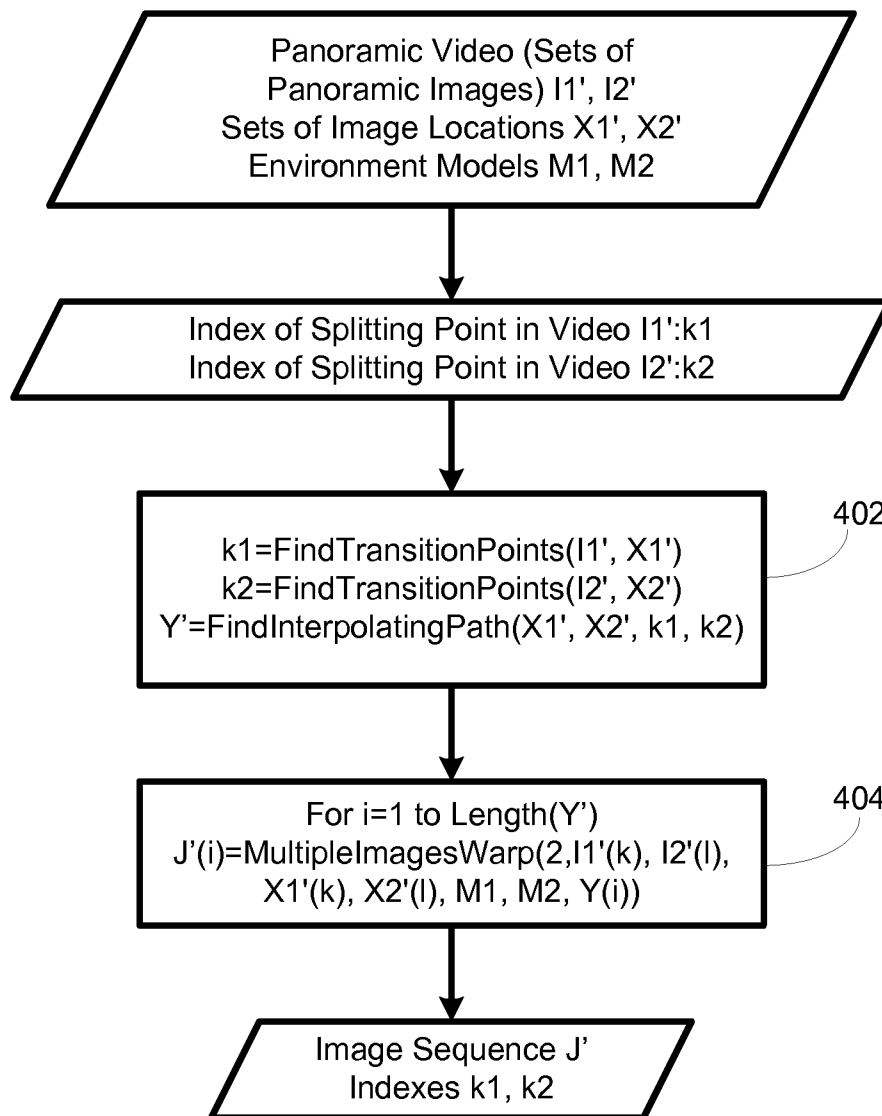 Panoramic Video (Sets of
Panoramic Images) I1', I2'
Sets of Image Locations X1', X2'
Environment Models M1, M2
Index of Splitting Point in Video I1':k1
Index of Splitting Point in Video I2':k2
402
k1=FindTransitionPoints(I1', X1')
k2=FindTransitionPoints(I2', X2')
Y’=FindInterpolatingPath(X1', X2', k1, k2)
404
For i=1 to Length(Y’)
J’(i)=MultipleImagesWarp(2,I1'(k), I2'(l),
X1'(k), X2'(l), M1, M2, Y(i))
Image Sequence J’
Indexes k1, k2